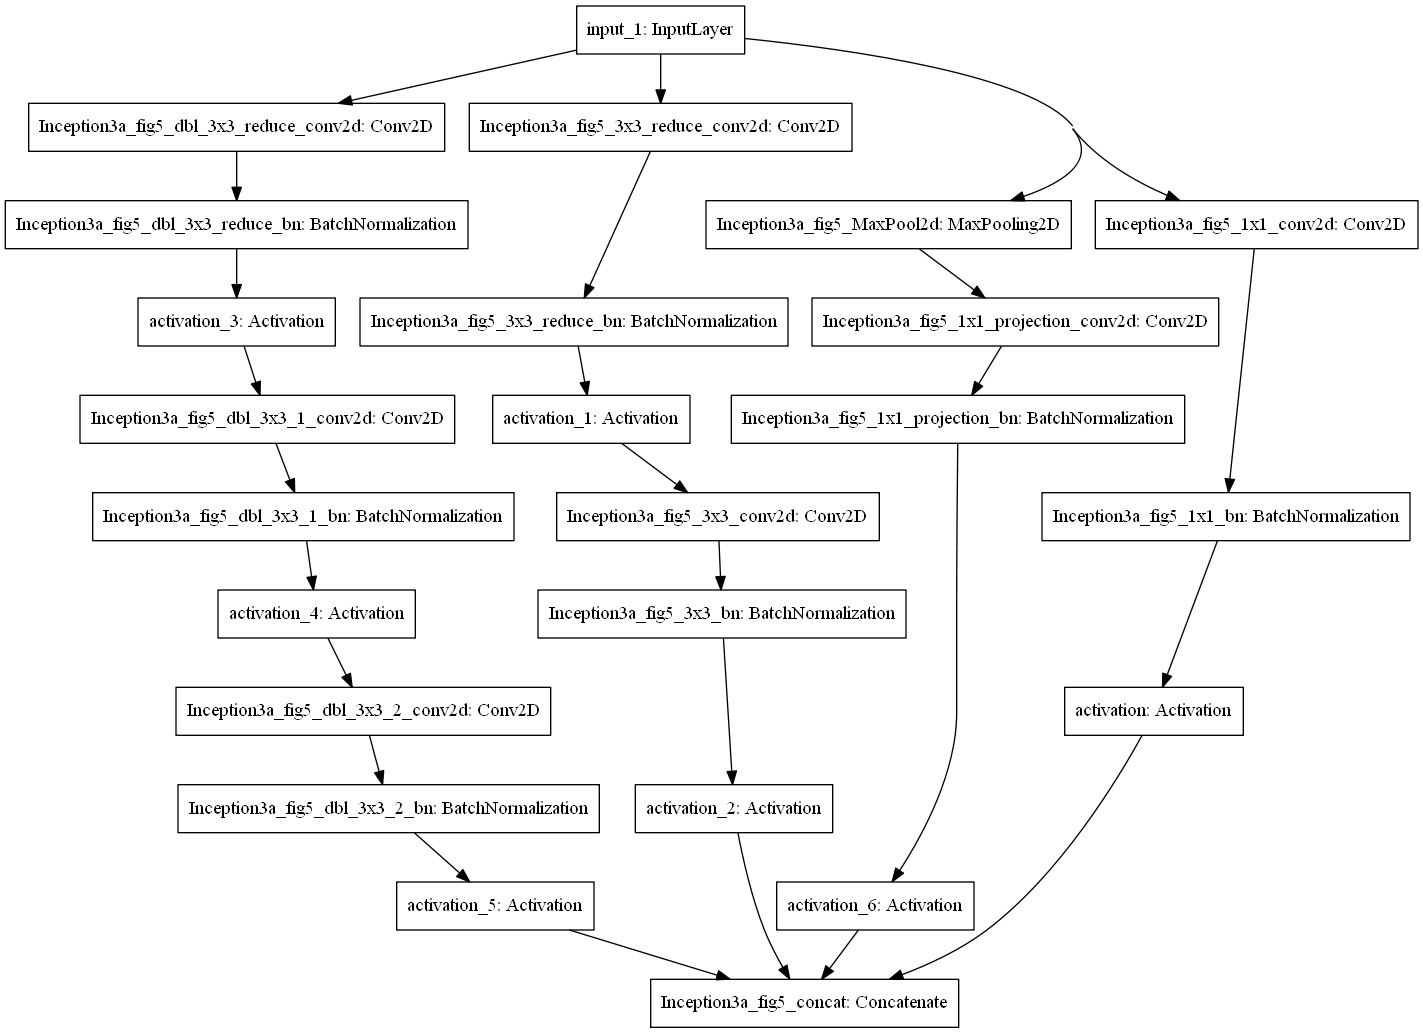 input_1: InputLayer
Inception3a_fig5_dbl_3x3_reduce_conv2d: Conv2D
Inception3a_fig5_3x3_reduce_conv2d: Conv2D
Inception3a_fig5_dbl_3x3_reduce_bn: BatchNormalization
Inception3a_fig5_MaxPool2d: MaxPooling2D
Inception3a_fig5_1x1_conv2d: Conv2D
activation_3: Activation
Inception3a_fig5_3x3_reduce_bn: BatchNormalization
Inception3a_fig5_1x1_projection_conv2d: Conv2D
Inception3a_fig5_dbl_3x3_1_conv2d: Conv2D
activation_1: Activation
Inception3a_fig5_1x1_projection_bn: BatchNormalization
Inception3a_fig5_dbl_3x3_1_bn: BatchNormalization
Inception3a_fig5_3x3_conv2d: Conv2D
Inception3a_fig5_1x1_bn: BatchNormalization
activation_4: Activation
Inception3a_fig5_3x3_bn: BatchNormalization
Inception3a_fig5_dbl_3x3_2_conv2d: Conv2D
activation: Activation
Inception3a_fig5_dbl_3x3_2_bn: BatchNormalization
activation_2: Activation
activation_5: Activation
activation_6: Activation
Inception3a_fig5_concat: Concatenate